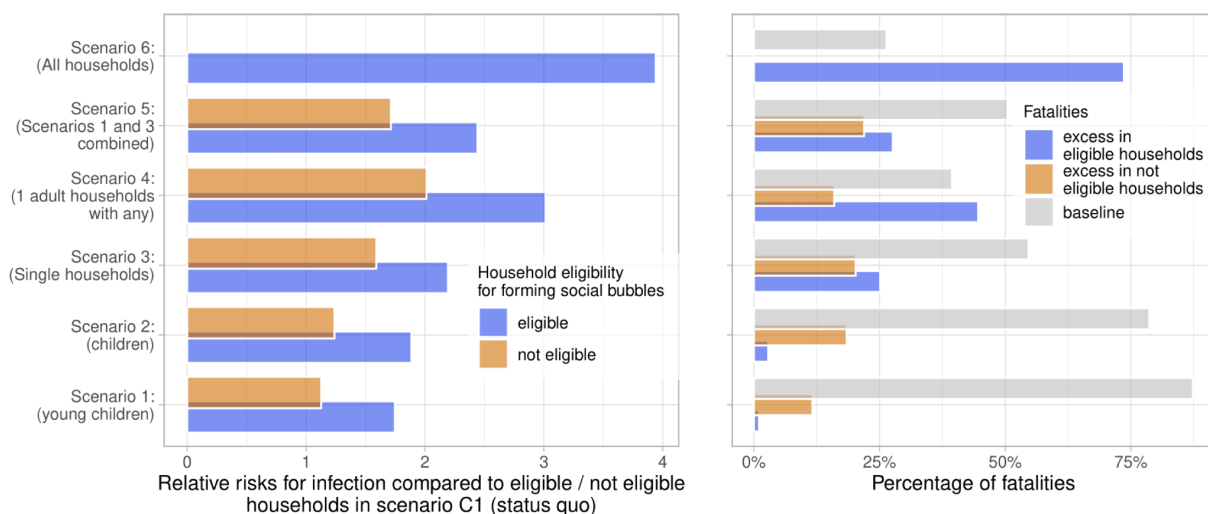 Scenario 6:
(All households)
Scenario 5:
(Scenarios 1 and 3
combined)
Scenario 4:
(1 adult households
with any)
Scenario 3:
(Single households)
Scenario 2:
(children)
Scenario 1:
(young children)
Household eligibility
for forming social bubbles
eligible
not eligible
0 1 2 3 4
Relative risks for infection compared to eligible / not eligible
households in scenario C1 (status quo)
Fatalities
excess in
eligible households
excess in not
eligible households
baseline
0% 25% 50% 75%
Percentage of fatalities